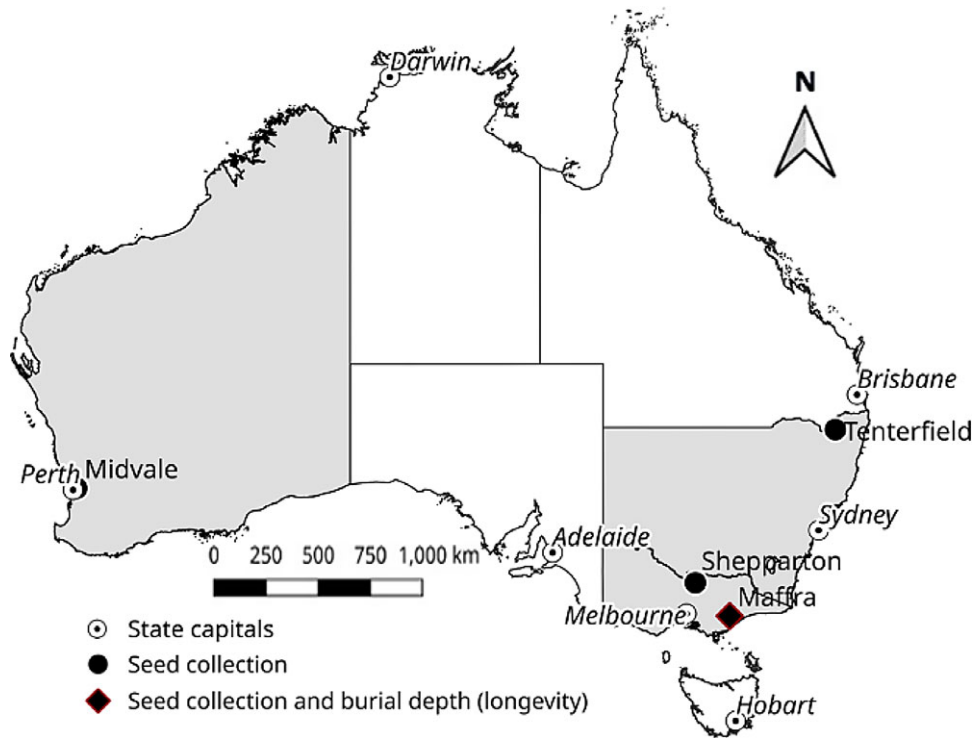 Darwin
N
Brisbane
Tenterfield
Perth Midvale
Sydney
Adelaide
0 250 500 750 1,000 km
Shepparton
Maffra
Melbourne
State capitals
Seed collection
Seed collection and burial depth (longevity)
Hobart